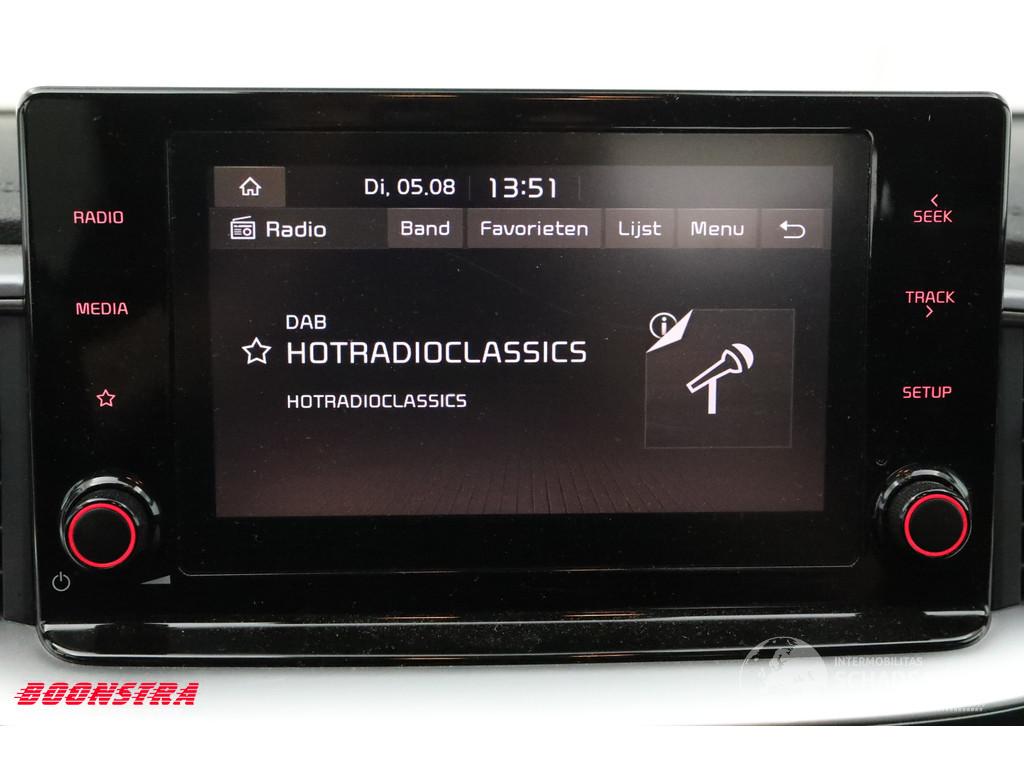 Di, 05.08 13:51
Radio Band Favorieten Lijst Menu
RADIO
MEDIA
DAB
HOTRADIOCLASSICS
HOTRADIOCLASSICS
SEEK
TRACK
SETUP
BOONSTRA
INTERMOBILITAS